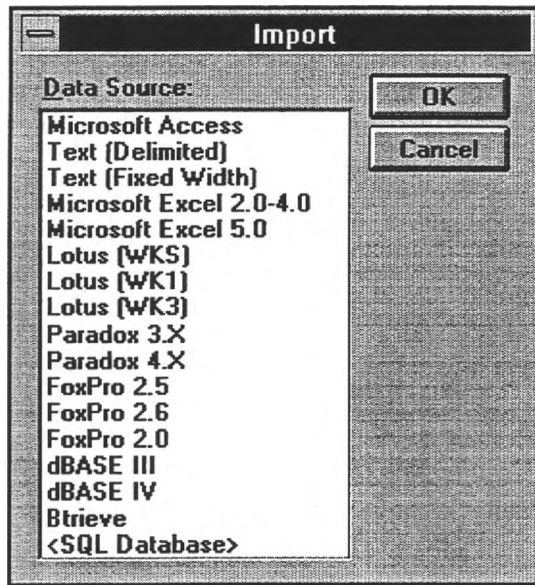 Import
Data Source:
OK
Cancel
Microsoft Access
Text (Delimited)
Text (Fixed Width)
Microsoft Excel 2.0-4.0
Microsoft Excel 5.0
Lotus (WKS)
Lotus (WK1)
Lotus (WK3)
Paradox 3.X
Paradox 4.X
FoxPro 2.5
FoxPro 2.6
FoxPro 2.0
dBASE III
dBASE IV
Btrieve
<SQL Database>